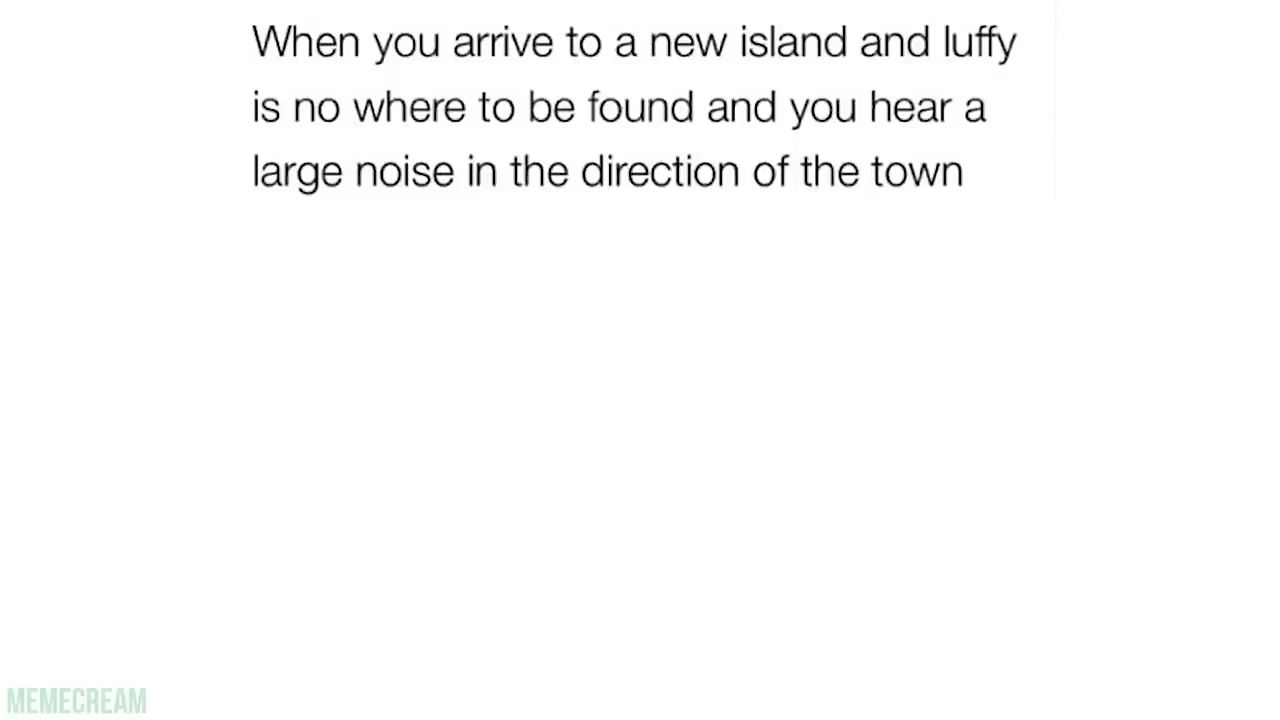 When you arrive to a new island and luffy
is no where to be found and you hear a
large noise in the direction of the town
MEMECREAM